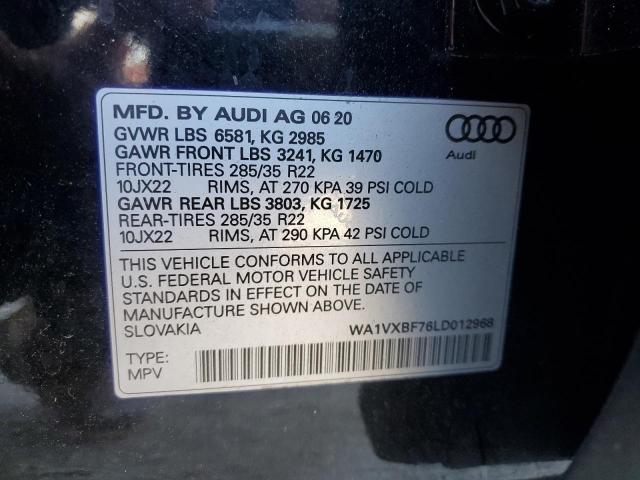 MFD. BY AUDI AG 06 20
GVWR LBS 6581, KG 2985
GAWR FRONT LBS 3241, KG 1470
FRONT-TIRES 285/35 R22
10JX22 RIMS, AT 270 KPA 39 PSI COLD
GAWR REAR LBS 3803, KG 1725
REAR-TIRES 285/35 R22
10JX22 RIMS, AT 290 KPA 42 PSI COLD
Audi
THIS VEHICLE CONFORMS TO ALL APPLICABLE
U.S. FEDERAL MOTOR VEHICLE SAFETY
STANDARDS IN EFFECT ON THE DATE OF
MANUFACTURE SHOWN ABOVE.
SLOVAKIA WA1VXBF76LD012968
TYPE:
MPV